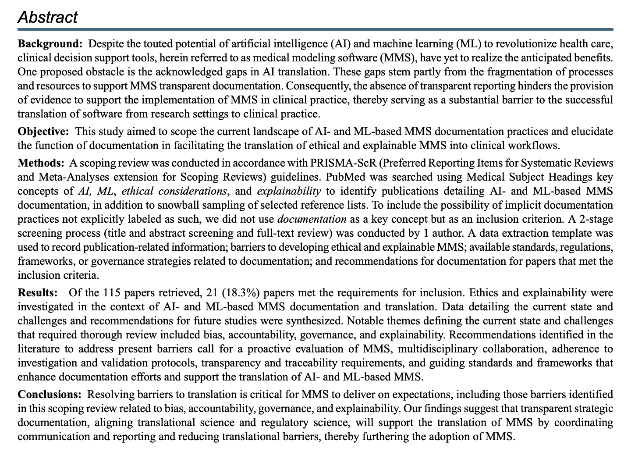 Abstract
Background: Despite the touted potential of artificial intelligence (AI) and machine learning (ML) to revolutionize health care,
clinical decision support tools, herein referred to as medical modeling software (MMS), have yet to realize the anticipated benefits.
One proposed obstacle is the acknowledged gaps in AI translation. These gaps stem partly from the fragmentation of processes
and resources to support MMS transparent documentation. Consequently, the absence of transparent reporting hinders the provision
of evidence to support the implementation of MMS in clinical practice, thereby serving as a substantial barrier to the successful
translation of software from research settings to clinical practice.
Objective: This study aimed to scope the current landscape of AI- and ML-based MMS documentation practices and elucidate
the function of documentation in facilitating the translation of ethical and explainable MMS into clinical workflows.
Methods: A scoping review was conducted in accordance with PRISMA-ScR (Preferred Reporting Items for Systematic Reviews
and Meta-Analyses extension for Scoping Reviews) guidelines. PubMed was searched using Medical Subject Headings key
concepts of AI, ML, ethical considerations, and explainability to identify publications detailing AI- and ML-based MMS
documentation, in addition to snowball sampling of selected reference lists. To include the possibility of implicit documentation
practices not explicitly labeled as such, we did not use documentation as a key concept but as an inclusion criterion. A 2-stage
screening process (title and abstract screening and full-text review) was conducted by 1 author. A data extraction template was
used to record publication-related information; barriers to developing ethical and explainable MMS; available standards, regulations,
frameworks, or governance strategies related to documentation; and recommendations for documentation for papers that met the
inclusion criteria.
Results: Of the 115 papers retrieved, 21 (18.3%) papers met the requirements for inclusion. Ethics and explainability were
investigated in the context of AI- and ML-based MMS documentation and translation. Data detailing the current state and
challenges and recommendations for future studies were synthesized. Notable themes defining the current state and challenges
that required thorough review included bias, accountability, governance, and explainability. Recommendations identified in the
literature to address present barriers call for a proactive evaluation of MMS, multidisciplinary collaboration, adherence to
investigation and validation protocols, transparency and traceability requirements, and guiding standards and frameworks that
enhance documentation efforts and support the translation of AI- and ML-based MMS.
Conclusions: Resolving barriers to translation is critical for MMS to deliver on expectations, including those barriers identified
in this scoping review related to bias, accountability, governance, and explainability. Our findings suggest that transparent strategic
documentation, aligning translational science and regulatory science, will support the translation of MMS by coordinating
communication and reporting and reducing translational barriers, thereby furthering the adoption of MMS.